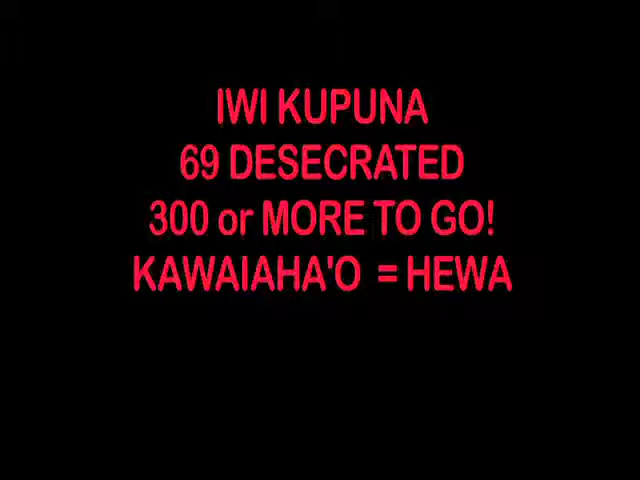 IWI KUPUNA
69 DESECRATED
300 or MORE TO GO!
KAWAIAHA'O = HEWA